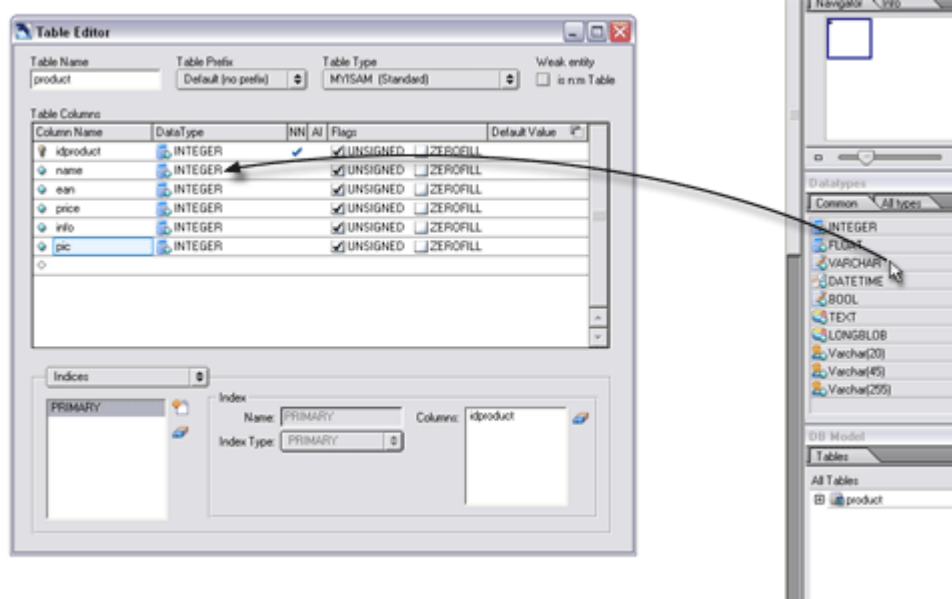 Table Editor
Table Name Table Prefix Table Type Weak entity
product Default (no prefix) MYISAM (Standard) is n:m Table
Table Columns
Column Name DataType NN AI Flags Default Value
idproduct INTEGER UNSIGNED ZEROFILL
name INTEGER UNSIGNED ZEROFILL
ean INTEGER UNSIGNED ZEROFILL
price INTEGER UNSIGNED ZEROFILL
info INTEGER UNSIGNED ZEROFILL
pic INTEGER UNSIGNED ZEROFILL
Indices
PRIMARY
Index
Name: PRIMARY Columns: idproduct
Index Type: PRIMARY
Navigator Info
Datatypes
Common All types
INTEGER
FLOAT
VARCHAR
DATETIME
BOOL
TEXT
LONGBLOB
Varchar(20)
Varchar(45)
Varchar(255)
DB Model
Tables
All Tables
product